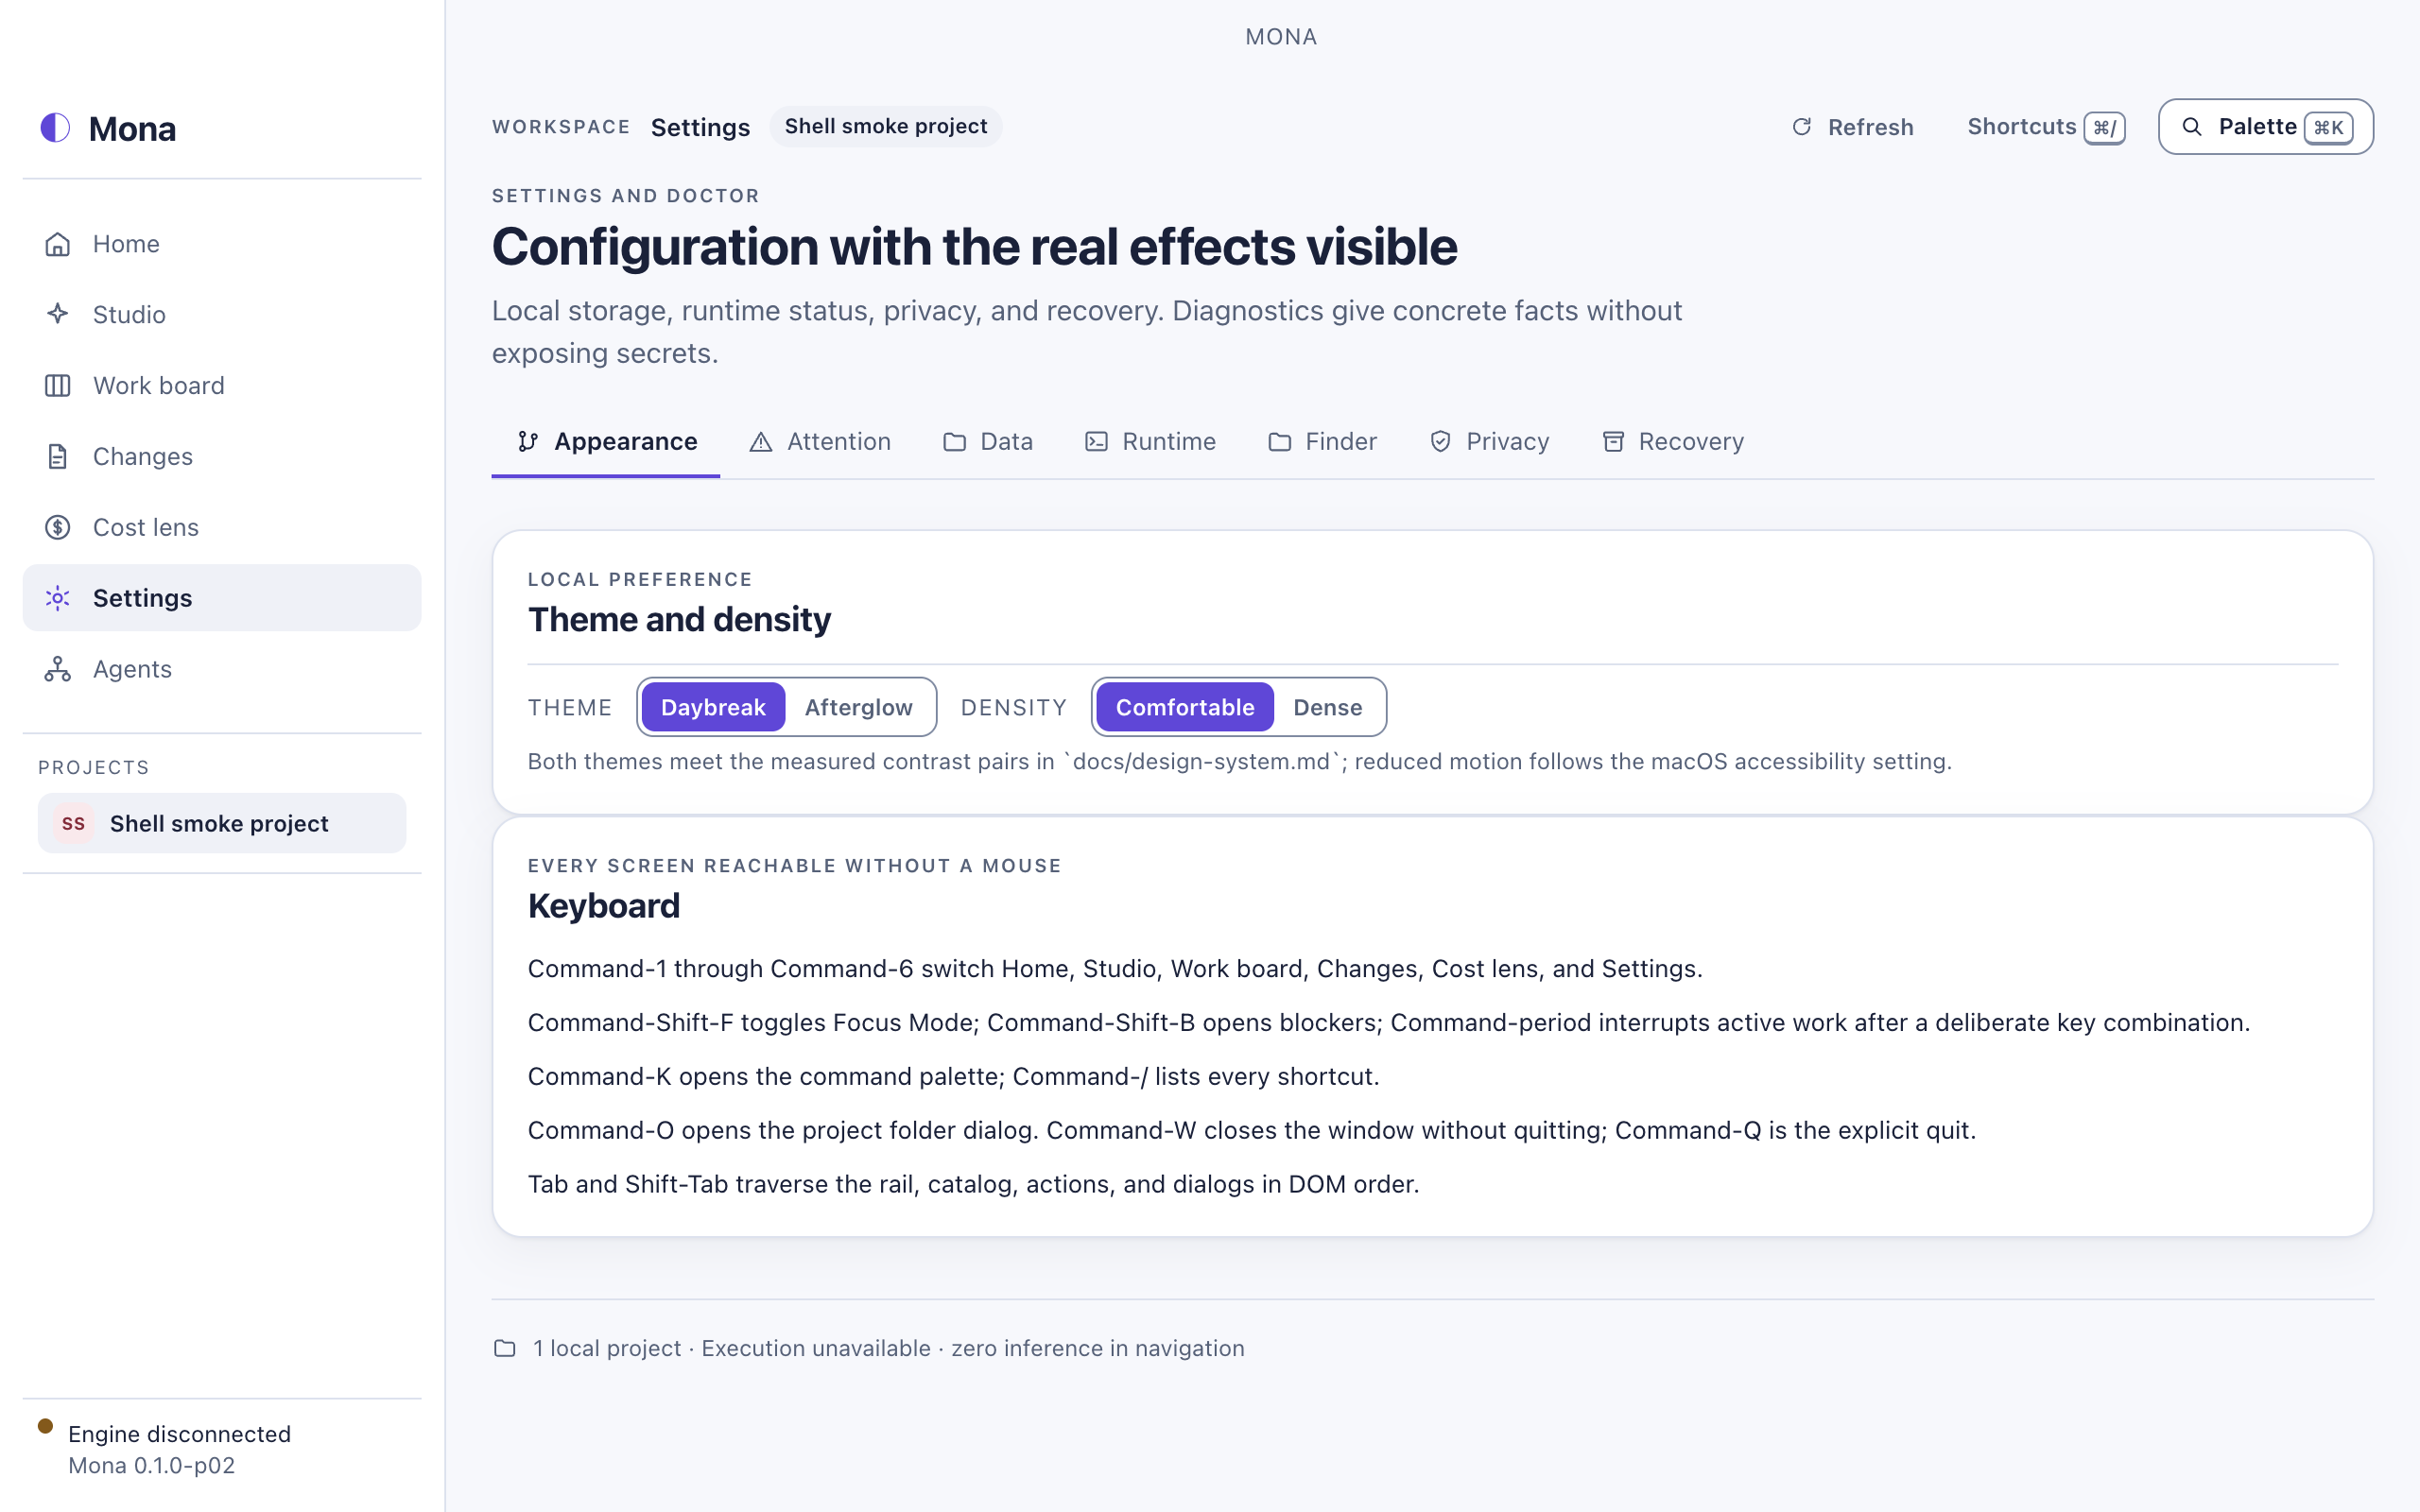 MONA
Mona
Home
Studio
Work board
Changes
Cost lens
Settings
Agents
PROJECTS
SS Shell smoke project
Engine disconnected
Mona 0.1.0-p02
WORKSPACE Settings Shell smoke project
Refresh Shortcuts ⌘/ Palette ⌘K
SETTINGS AND DOCTOR
Configuration with the real effects visible
Local storage, runtime status, privacy, and recovery. Diagnostics give concrete facts without
exposing secrets.
Appearance Attention Data Runtime Finder Privacy Recovery
LOCAL PREFERENCE
Theme and density
THEME Daybreak Afterglow DENSITY Comfortable Dense
Both themes meet the measured contrast pairs in `docs/design-system.md`; reduced motion follows the macOS accessibility setting.
EVERY SCREEN REACHABLE WITHOUT A MOUSE
Keyboard
Command-1 through Command-6 switch Home, Studio, Work board, Changes, Cost lens, and Settings.
Command-Shift-F toggles Focus Mode; Command-Shift-B opens blockers; Command-period interrupts active work after a deliberate key combination.
Command-K opens the command palette; Command-/ lists every shortcut.
Command-O opens the project folder dialog. Command-W closes the window without quitting; Command-Q is the explicit quit.
Tab and Shift-Tab traverse the rail, catalog, actions, and dialogs in DOM order.
1 local project · Execution unavailable · zero inference in navigation